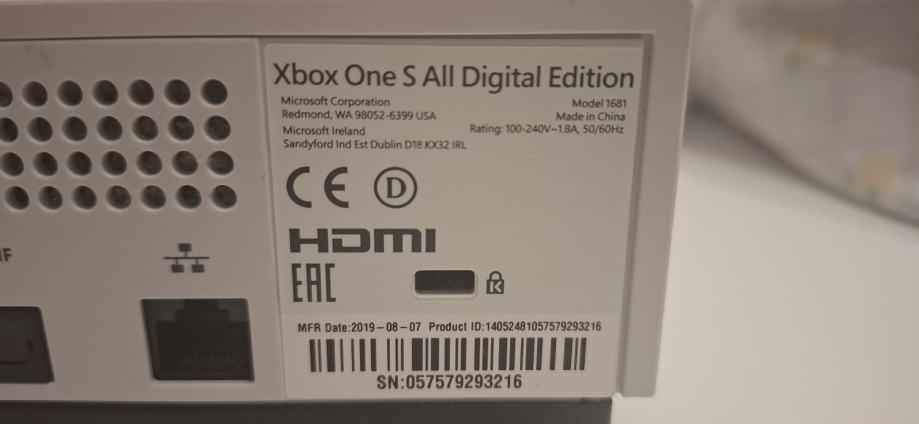 Xbox One S All Digital Edition
Microsoft Corporation
Redmond, WA 98052-6399 USA
Microsoft Ireland
Sandyford Ind Est Dublin D18 KX32 IRL
Model 1681
Made in China
Rating: 100-240V~1.8A, 50/60Hz
CE D
HDMI
EAC
K
MFR Date:2019-08-07 Product ID:14052481057579293216
SN:057579293216